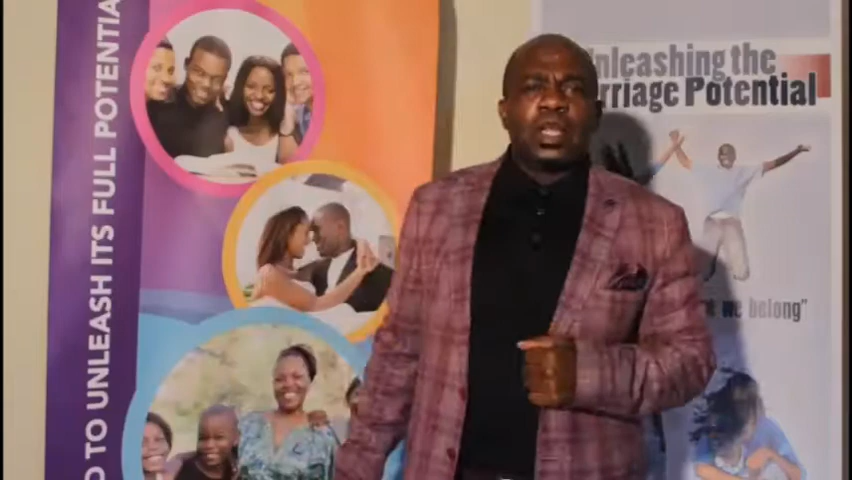 O TO UNLEASH ITS FULL POTENTIAL
Unleashing the
rriage Potential
we belong"